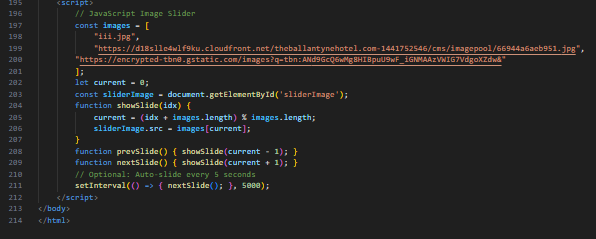 195 <script>
196 // JavaScript Image Slider
197 const images = [
198 "iii.jpg",
199 "https://d18slle4wlf9ku.cloudfront.net/theballantynehotel.com-1441752546/cms/imagepool/66944a6aeb951.jpg",
200 "https://encrypted-tbn0.gstatic.com/images?q=tbn:ANd9GcQ6wMg8HIBpuU9wF_iGNMAAzVWIG7VdgoXZdw&"
201 ];
202 let current = 0;
203 const sliderImage = document.getElementById('sliderImage');
204 function showSlide(idx) {
205 current = (idx + images.length) % images.length;
206 sliderImage.src = images[current];
207 }
208 function prevSlide() { showSlide(current - 1); }
209 function nextSlide() { showSlide(current + 1); }
210 // Optional: Auto-slide every 5 seconds
211 setInterval(() => { nextSlide(); }, 5000);
212 </script>
213 </body>
214 </html>